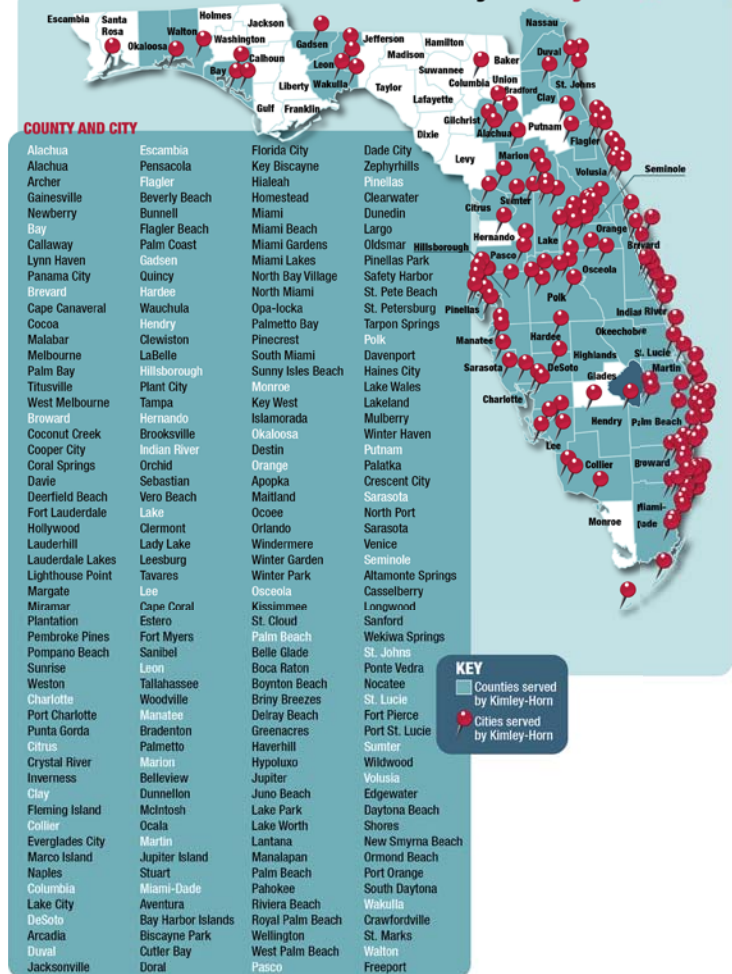 Escambia
Santa
Rosa
Okaloosa
Walton
Holmes
Washington
Bay
Jackson
Calhoun
Gulf
Liberty
Franklin
Gadsen
Leon
Wakulla
Jefferson
Madison
Taylor
Hamilton
Suwannee
Lafayette
Dixie
Columbia
Gilchrist
Levy
Baker
Union
Bradford
Alachua
Nassau
Duval
Clay
St. Johns
Putnam
Flagler
Marion
Volusia
Seminole
Citrus
Sumter
Hernando
Lake
Orange
Brevard
Hillsborough
Pasco
Osceola
Pinellas
Polk
Indian River
Manatee
Hardee
Okeechobee
Highlands
St. Lucie
Sarasota
DeSoto
Glades
Martin
Charlotte
Hendry
Palm Beach
Lee
Collier
Broward
Monroe
Miami-
Dade
COUNTY AND CITY
Alachua
Alachua
Archer
Gainesville
Newberry
Bay
Callaway
Lynn Haven
Panama City
Brevard
Cape Canaveral
Cocoa
Malabar
Melbourne
Palm Bay
Titusville
West Melbourne
Broward
Coconut Creek
Cooper City
Coral Springs
Davie
Deerfield Beach
Fort Lauderdale
Hollywood
Lauderhill
Lauderdale Lakes
Lighthouse Point
Margate
Miramar
Plantation
Pembroke Pines
Pompano Beach
Sunrise
Weston
Charlotte
Port Charlotte
Punta Gorda
Citrus
Crystal River
Inverness
Clay
Fleming Island
Collier
Everglades City
Marco Island
Naples
Columbia
Lake City
DeSoto
Arcadia
Duval
Jacksonville
Escambia
Pensacola
Flagler
Beverly Beach
Bunnell
Flagler Beach
Palm Coast
Gadsen
Quincy
Hardee
Wauchula
Hendry
Clewiston
LaBelle
Hillsborough
Plant City
Tampa
Hernando
Brooksville
Indian River
Orchid
Sebastian
Vero Beach
Lake
Clermont
Lady Lake
Leesburg
Tavares
Lee
Cape Coral
Estero
Fort Myers
Sanibel
Leon
Tallahassee
Woodville
Manatee
Bradenton
Palmetto
Marion
Belleview
Dunnellon
McIntosh
Ocala
Martin
Jupiter Island
Stuart
Miami-Dade
Aventura
Bay Harbor Islands
Biscayne Park
Cutler Bay
Doral
Florida City
Key Biscayne
Hialeah
Homestead
Miami
Miami Beach
Miami Gardens
Miami Lakes
North Bay Village
North Miami
Opa-locka
Palmetto Bay
Pinecrest
South Miami
Sunny Isles Beach
Monroe
Key West
Islamorada
Okaloosa
Destin
Orange
Apopka
Maitland
Ocoee
Orlando
Windermere
Winter Garden
Winter Park
Osceola
Kissimmee
St. Cloud
Palm Beach
Belle Glade
Boca Raton
Boynton Beach
Briny Breezes
Delray Beach
Greenacres
Haverhill
Hypoluxo
Jupiter
Juno Beach
Lake Park
Lake Worth
Lantana
Manalapan
Palm Beach
Pahokee
Riviera Beach
Royal Palm Beach
Wellington
West Palm Beach
Pasco
Dade City
Zephyrhills
Pinellas
Clearwater
Dunedin
Largo
Oldsmar
Pinellas Park
Safety Harbor
St. Pete Beach
St. Petersburg
Tarpon Springs
Polk
Davenport
Haines City
Lake Wales
Lakeland
Mulberry
Winter Haven
Putnam
Palatka
Crescent City
Sarasota
North Port
Sarasota
Venice
Seminole
Altamonte Springs
Casselberry
Longwood
Sanford
Wekiwa Springs
St. Johns
Ponte Vedra
Nocatee
St. Lucie
Fort Pierce
Port St. Lucie
Sumter
Wildwood
Volusia
Edgewater
Daytona Beach
Shores
New Smyrna Beach
Ormond Beach
Port Orange
South Daytona
Wakulla
Crawfordville
St. Marks
Walton
Freeport
KEY
Counties served
by Kimley-Horn
Cities served
by Kimley-Horn